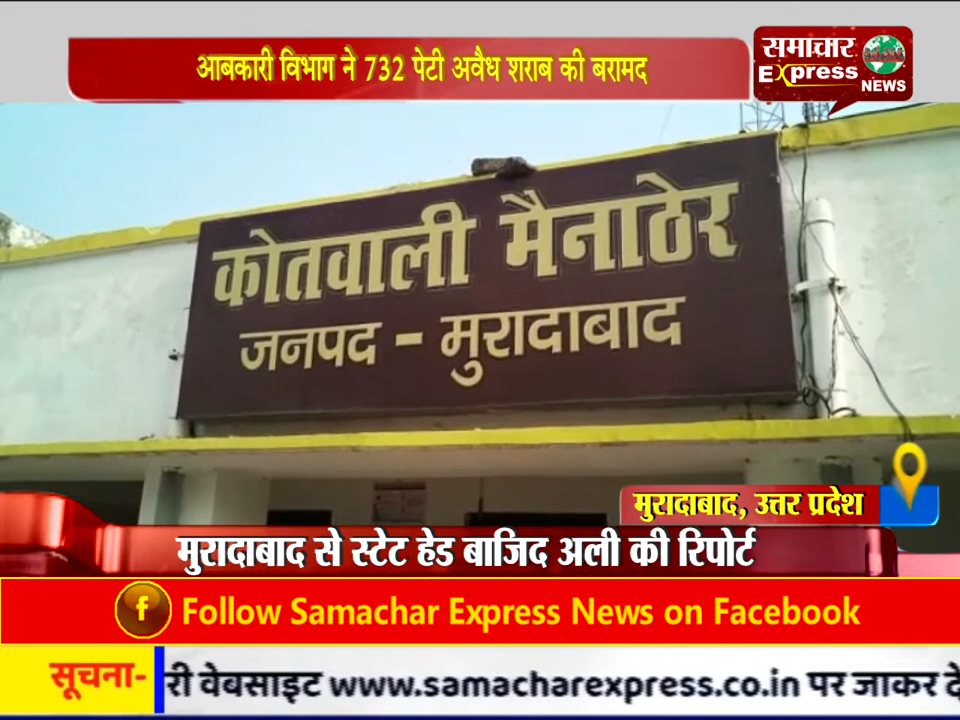 आबकारी विभाग ने 732 पेटी अवैध शराब की बरामद
समाचार
Express
NEWS
कोतवाली मैनाठेर
जनपद - मुरादाबाद
मुरादाबाद, उत्तर प्रदेश
मुरादाबाद से स्टेट हेड बाजिद अली की रिपोर्ट
f Follow Samachar Express News on Facebook
सूचना- री वेबसाइट www.samacharexpress.co.in पर जाकर दे